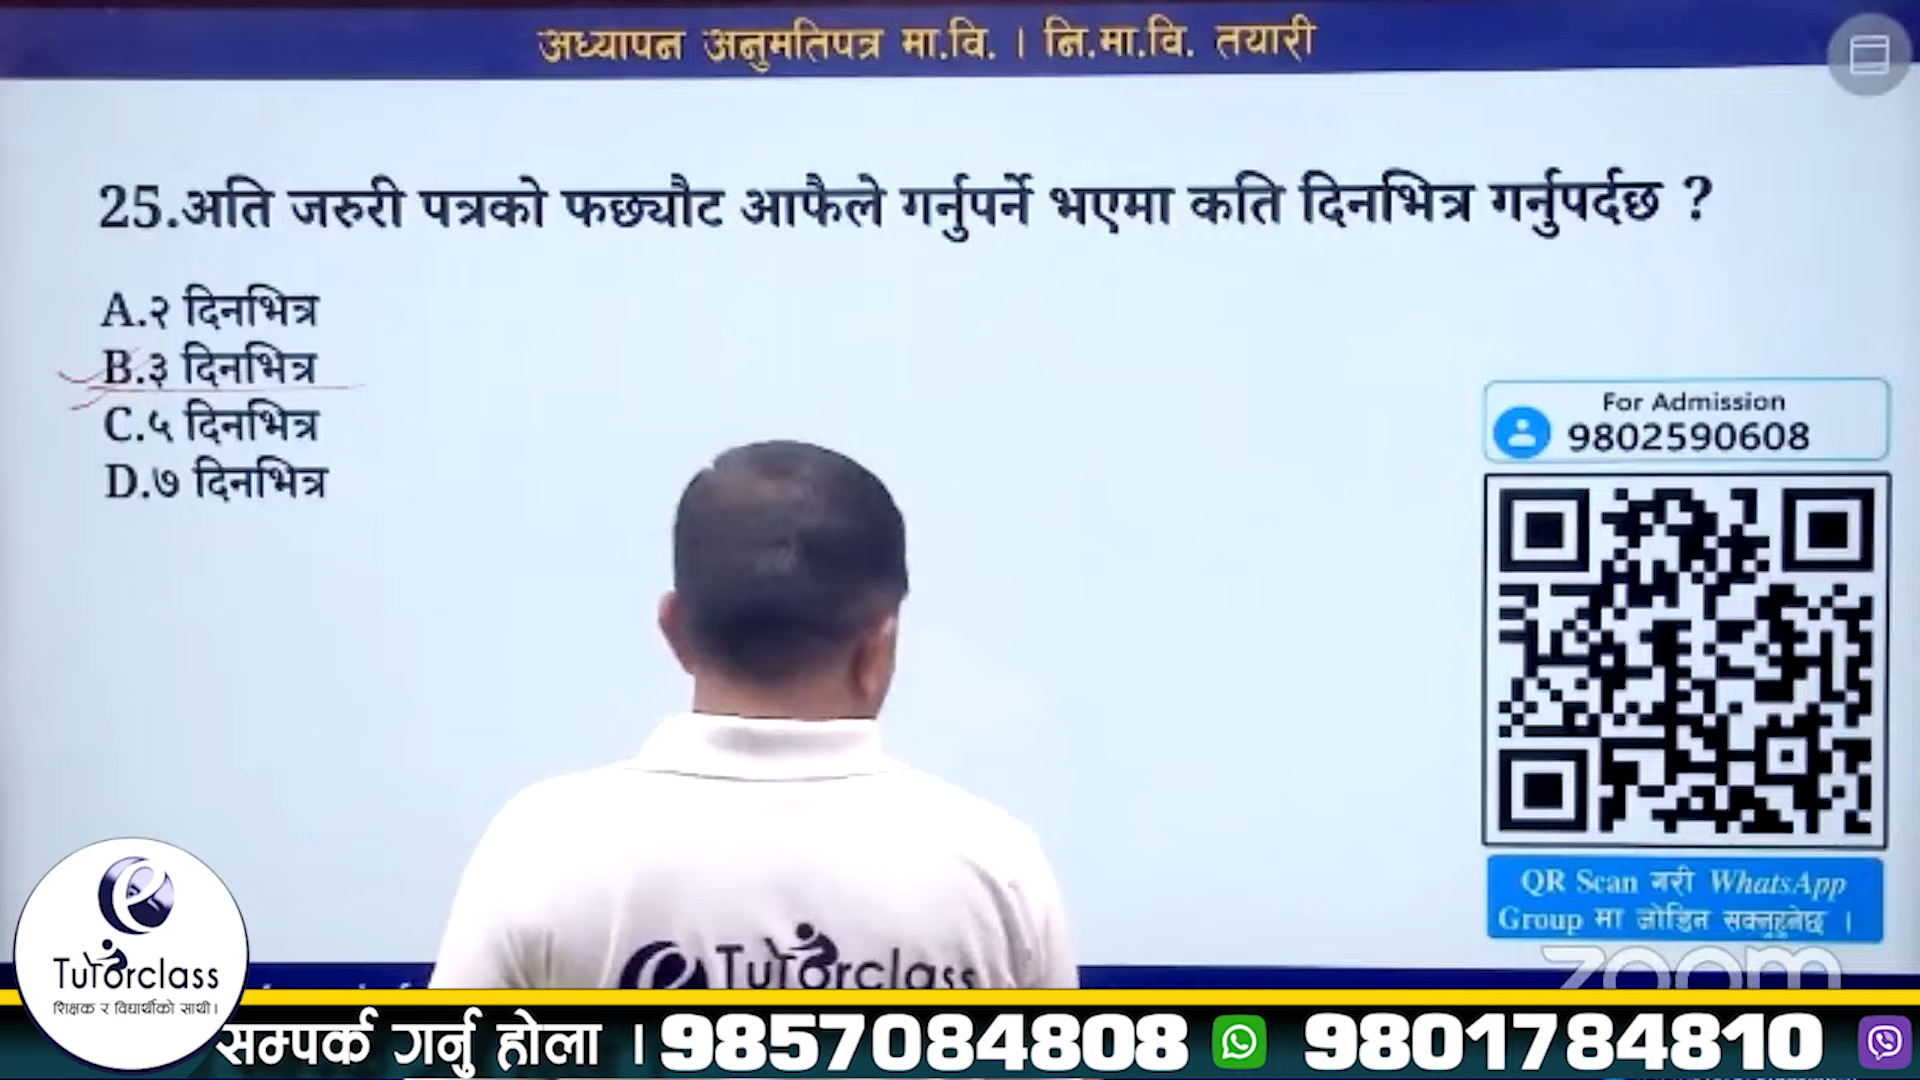 अध्यापन अनुमतिपत्र मा.वि. । नि.मा.वि. तयारी
25.अति जरुरी पत्रको फछ्यौट आफैले गर्नुपर्ने भएमा कति दिनभित्र गर्नुपर्दछ ?
A.२ दिनभित्र
B.३ दिनभित्र
C.५ दिनभित्र
D.७ दिनभित्र
For Admission
9802590608
QR Scan गरी WhatsApp
Group मा जोडिन सक्नुहुनेछ ।
zoom
e
Tutorclass
Tutorclass
शिक्षक र विद्यार्थीको साथी।
सम्पर्क गर्नु होला । 9857084808 9801784810